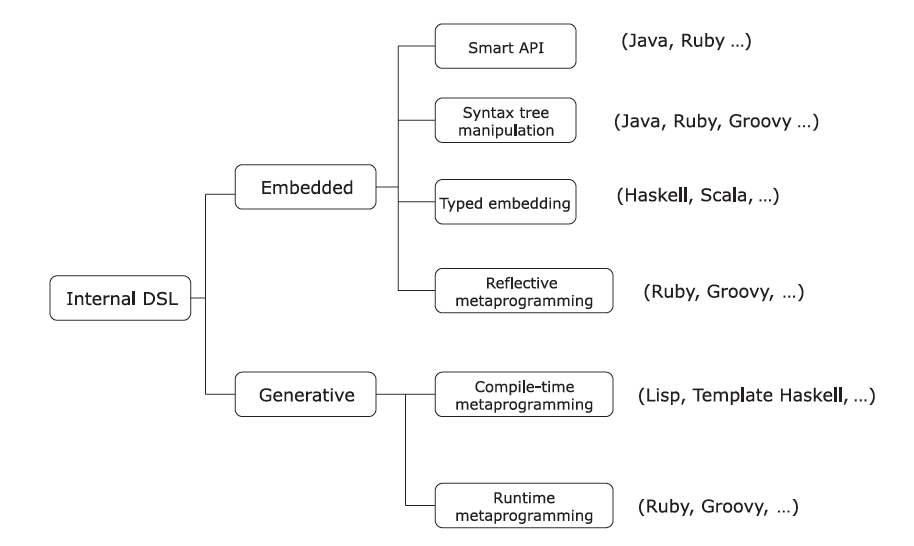 Smart API
(Java, Ruby ...)
Syntax tree
manipulation
(Java, Ruby, Groovy ...)
Embedded
Typed embedding
(Haskell, Scala, ...)
Reflective
metaprogramming
(Ruby, Groovy, ...)
Internal DSL
Generative
Compile-time
metaprogramming
(Lisp, Template Haskell, ...)
Runtime
metaprogramming
(Ruby, Groovy, ...)